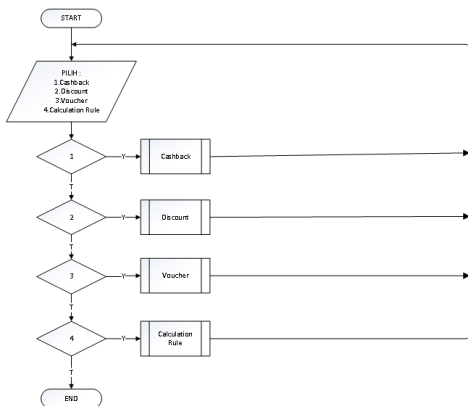 START
PILIH :
1.Cashback
2.Discount
3.Voucher
4.Calculation Rule
1
Y
Cashback
T
2
Y
Discount
T
3
Y
Voucher
Y
4
Y
Calculation
Rule
T
END